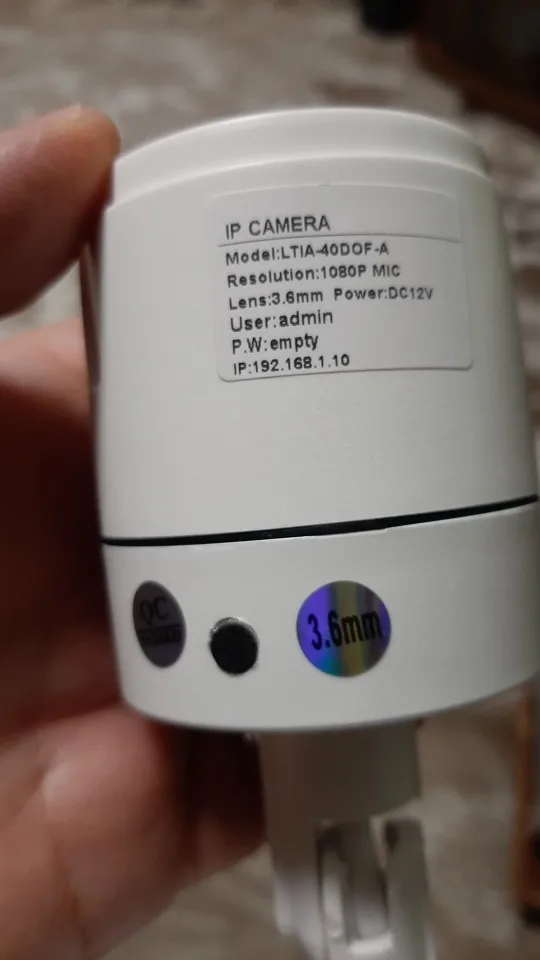 IP CAMERA
Model:LTIA-40DOF-A
Resolution:1080P MIC
Lens:3.6mm Power:DC12V
User:admin
P.W:empty
IP:192.168.1.10
QC
3.6mm